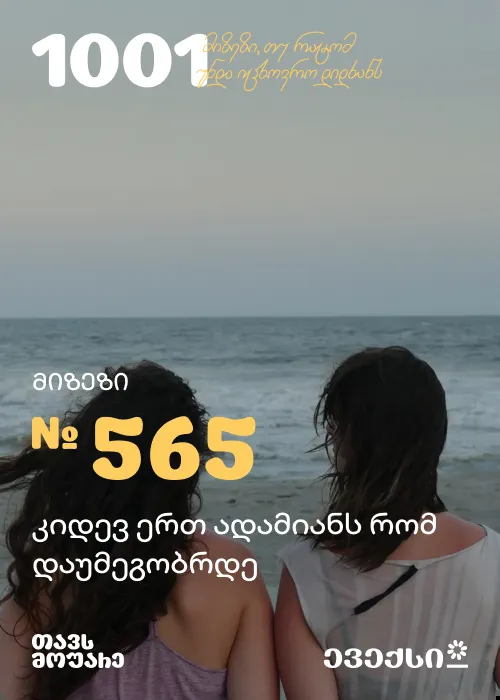 1001 მიზეზი, თუ რატომ
უნდა იცხოვრო დიდხანს
მიზეზი
№ 565
კიდევ ერთ ადამიანს რომ
დაუმეგობრდე
თავს
მოუარე
ევექსი